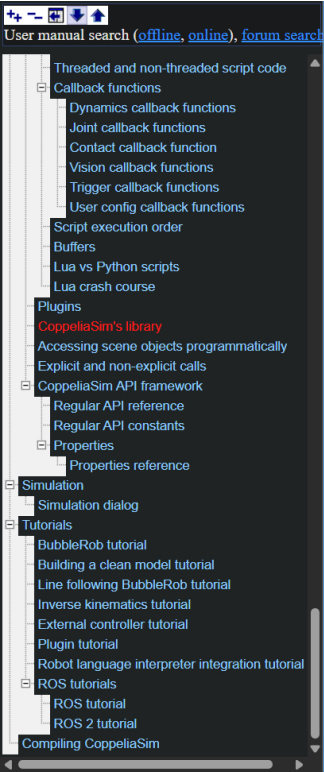 User manual search (offline, online), forum search
Threaded and non-threaded script code
Callback functions
Dynamics callback functions
Joint callback functions
Contact callback function
Vision callback functions
Trigger callback functions
User config callback functions
Script execution order
Buffers
Lua vs Python scripts
Lua crash course
Plugins
CoppeliaSim's library
Accessing scene objects programmatically
Explicit and non-explicit calls
CoppeliaSim API framework
Regular API reference
Regular API constants
Properties
Properties reference
Simulation
Simulation dialog
Tutorials
BubbleRob tutorial
Building a clean model tutorial
Line following BubbleRob tutorial
Inverse kinematics tutorial
External controller tutorial
Plugin tutorial
Robot language interpreter integration tutorial
ROS tutorials
ROS tutorial
ROS 2 tutorial
Compiling CoppeliaSim